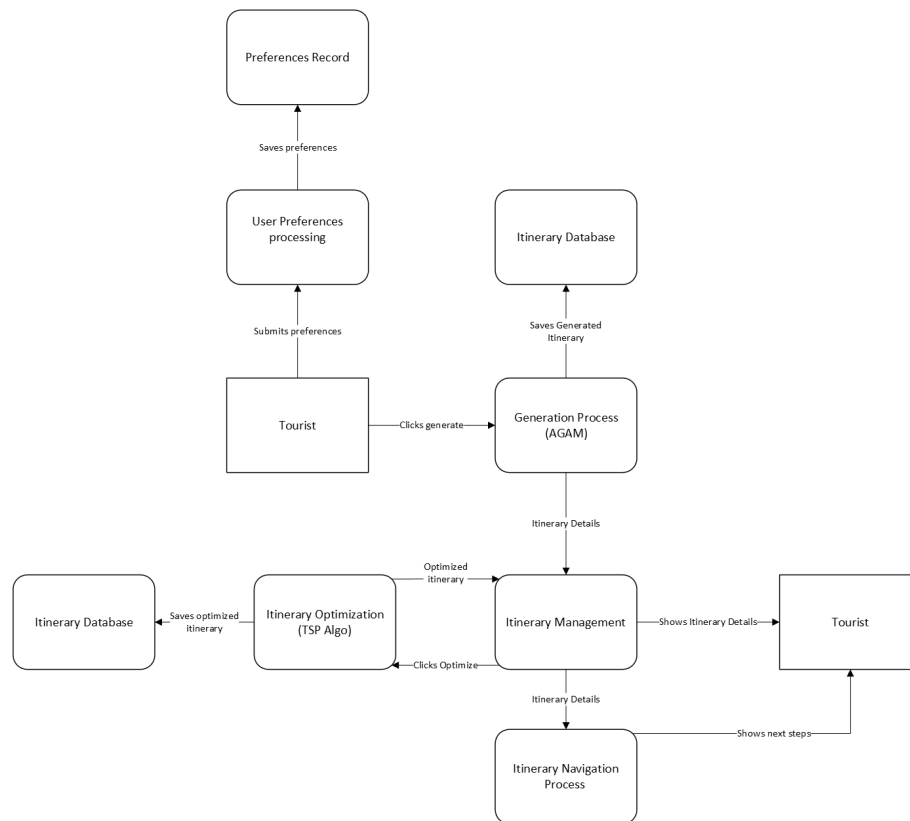 Preferences Record
Saves preferences
User Preferences
processing
Itinerary Database
Submits preferences
Saves Generated
Itinerary
Tourist
Clicks generate
Generation Process
(AGAM)
Itinerary Details
Optimized
itinerary
Itinerary Database
Saves optimized
itinerary
Itinerary Optimization
(TSP Algo)
Itinerary Management
Shows Itinerary Details
Tourist
Clicks Optimize
Itinerary Details
Shows next steps
Itinerary Navigation
Process